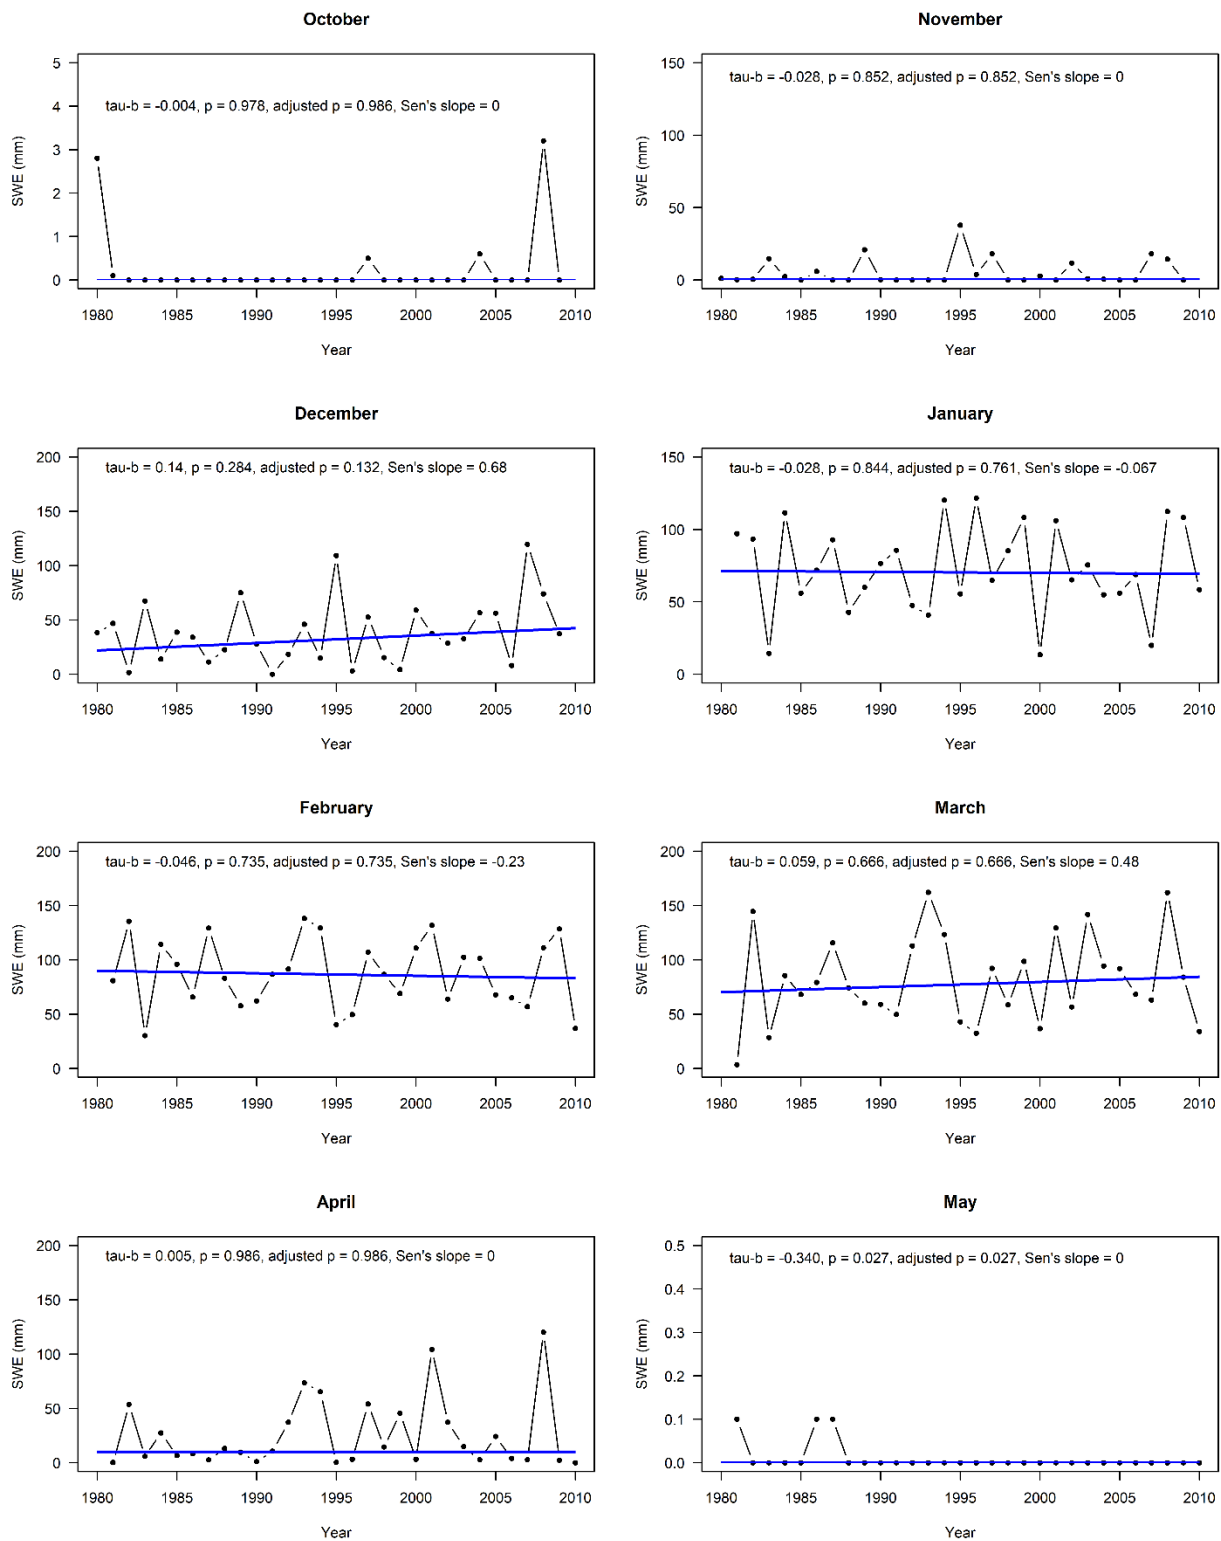 October
tau-b = -0.004, p = 0.978, adjusted p = 0.986, Sen's slope = 0
SWE (mm)
5
4
3
2
1
0
1980 1985 1990 1995 2000 2005 2010
Year
November
tau-b = -0.028, p = 0.852, adjusted p = 0.852, Sen's slope = 0
SWE (mm)
150
100
50
0
1980 1985 1990 1995 2000 2005 2010
Year
December
tau-b = 0.14, p = 0.284, adjusted p = 0.132, Sen's slope = 0.68
SWE (mm)
200
150
100
50
0
1980 1985 1990 1995 2000 2005 2010
Year
January
tau-b = -0.028, p = 0.844, adjusted p = 0.761, Sen's slope = -0.067
SWE (mm)
150
100
50
0
1980 1985 1990 1995 2000 2005 2010
Year
February
tau-b = -0.046, p = 0.735, adjusted p = 0.735, Sen's slope = -0.23
SWE (mm)
200
150
100
50
0
1980 1985 1990 1995 2000 2005 2010
Year
March
tau-b = 0.059, p = 0.666, adjusted p = 0.666, Sen's slope = 0.48
SWE (mm)
200
150
100
50
0
1980 1985 1990 1995 2000 2005 2010
Year
April
tau-b = 0.005, p = 0.986, adjusted p = 0.986, Sen's slope = 0
SWE (mm)
200
150
100
50
0
1980 1985 1990 1995 2000 2005 2010
Year
May
tau-b = -0.340, p = 0.027, adjusted p = 0.027, Sen's slope = 0
SWE (mm)
0.5
0.4
0.3
0.2
0.1
0.0
1980 1985 1990 1995 2000 2005 2010
Year